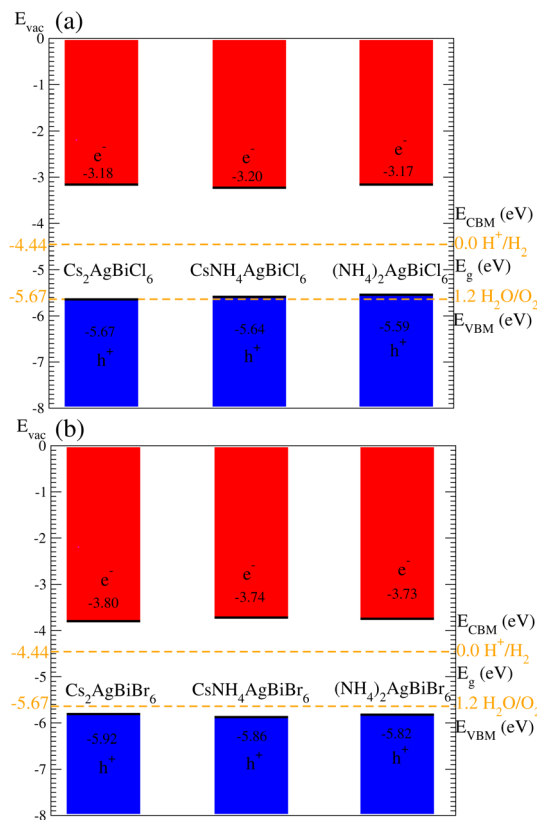 E_vac (a)
0
-1
-2
e⁻ e⁻ e⁻
-3.18 -3.20 -3.17
-3
-4
E_CBM (eV)
-4.44 0.0 H⁺/H₂
-5 Cs₂AgBiCl₆ CsNH₄AgBiCl₆ (NH₄)₂AgBiCl₆ E_g (eV)
-5.67 1.2 H₂O/O₂
-6 E_VBM (eV)
-5.67 -5.64 -5.59
h⁺ h⁺ h⁺
-7
-8
E_vac (b)
0
-1
-2
e⁻ e⁻ e⁻
-3
-3.80 -3.74 -3.73
-4 E_CBM (eV)
-4.44 0.0 H⁺/H₂
-5 E_g (eV)
Cs₂AgBiBr₆ CsNH₄AgBiBr₆ (NH₄)₂AgBiBr₆
-5.67 1.2 H₂O/O₂
-6 E_VBM (eV)
-5.92 -5.86 -5.82
h⁺ h⁺ h⁺
-7
-8